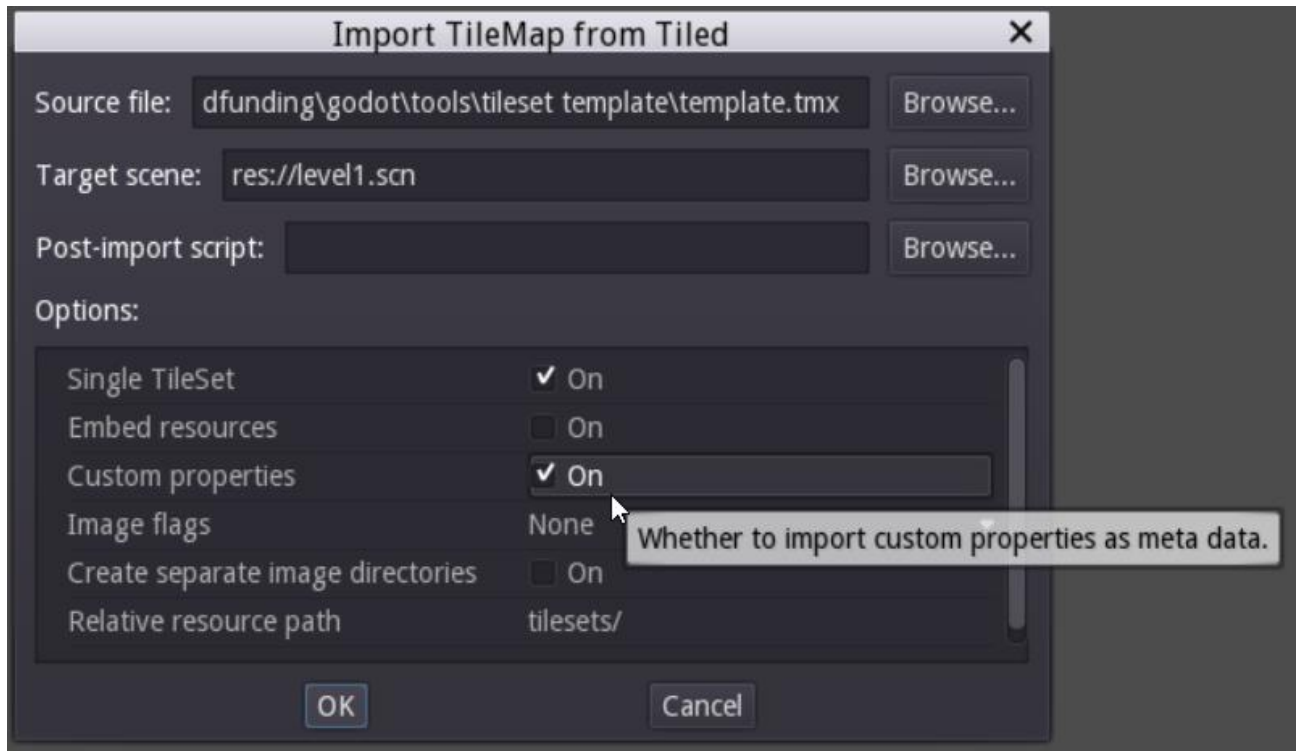 Import TileMap from Tiled
Source file: dfunding\godot\tools\tileset template\template.tmx Browse...
Target scene: res://level1.scn Browse...
Post-import script: Browse...
Options:
Single TileSet On
Embed resources On
Custom properties On
Image flags None
Whether to import custom properties as meta data.
Create separate image directories On
Relative resource path tilesets/
OK Cancel